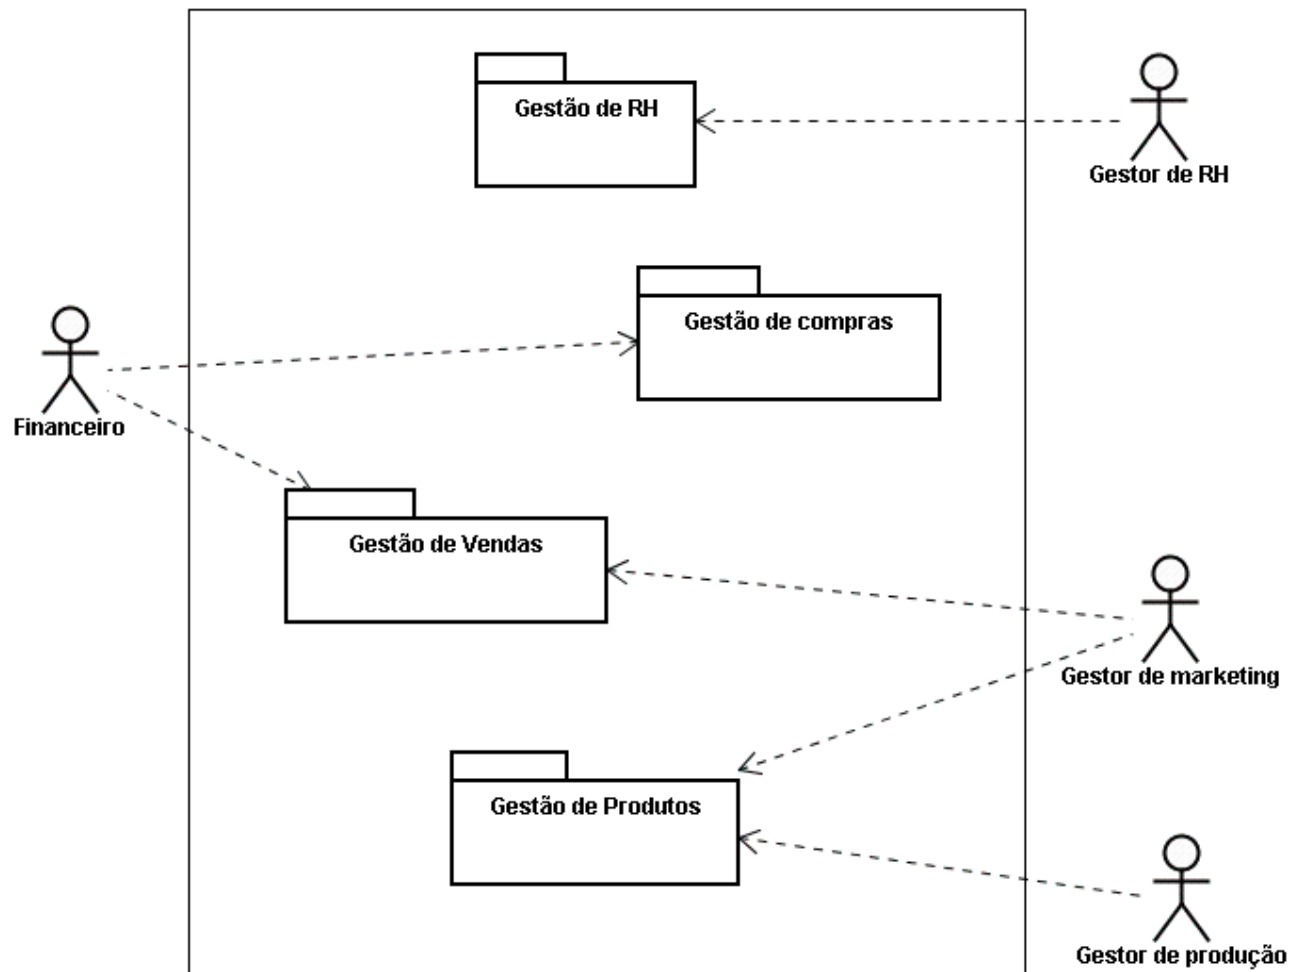 Gestão de RH
Gestor de RH
Gestão de compras
Financeiro
Gestão de Vendas
Gestor de marketing
Gestão de Produtos
Gestor de produção